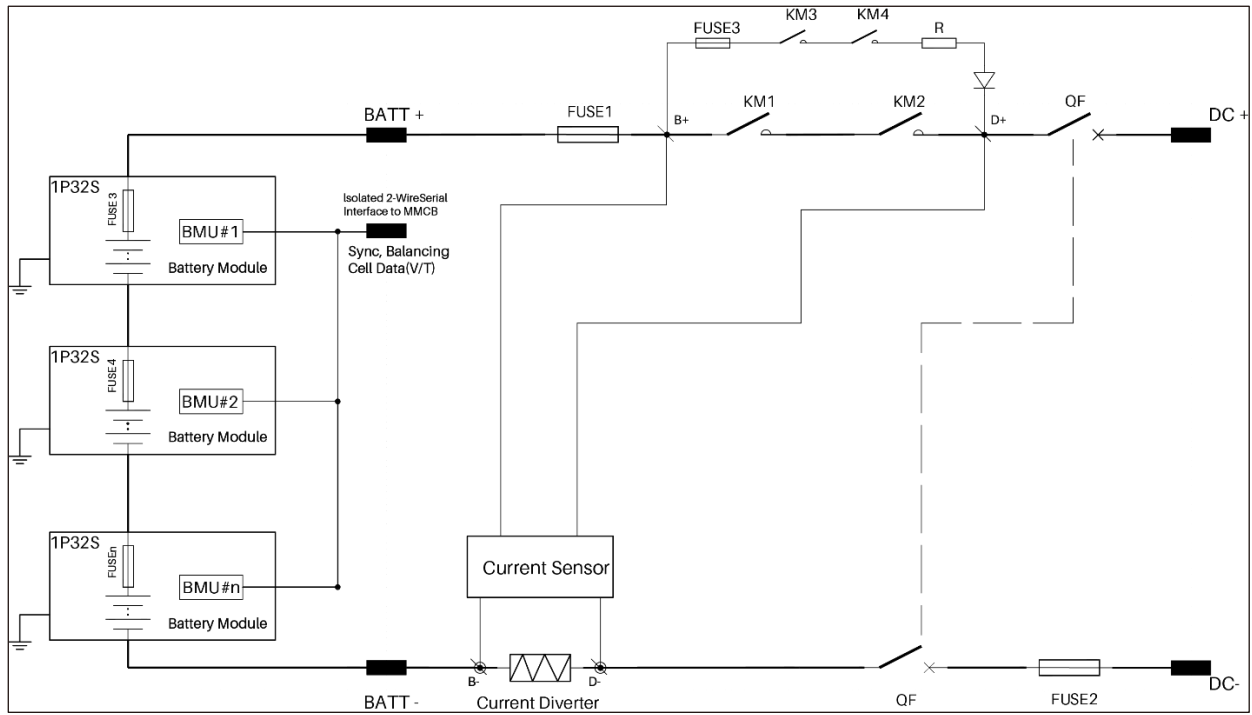 KM3
KM4
FUSE3
R
BATT +
FUSE1
B+
KM1
KM2
D+
QF
DC +
1P32S
FUSE 3
BMU#1
Battery Module
Isolated 2-WireSerial
Interface to MMCB
Sync, Balancing
Cell Data(V/T)
1P32S
FUSE4
BMU#2
Battery Module
1P32S
FUSEn
BMU#n
Battery Module
Current Sensor
BATT -
B-
Current Diverter
D-
QF
FUSE2
DC-